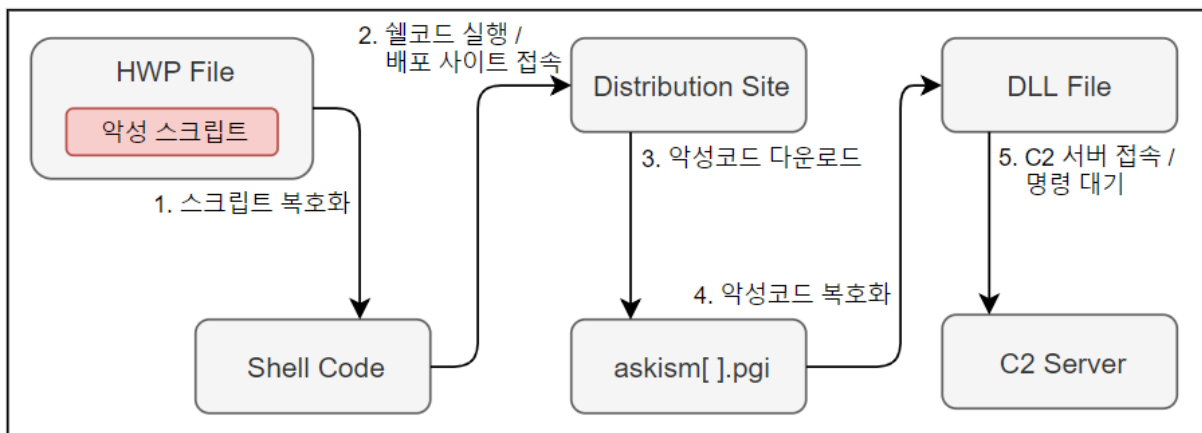 HWP File
악성 스크립트
1. 스크립트 복호화
Shell Code
2. 쉘코드 실행 /
배포 사이트 접속
Distribution Site
3. 악성코드 다운로드
askism[ ].pgi
4. 악성코드 복호화
DLL File
5. C2 서버 접속 /
명령 대기
C2 Server